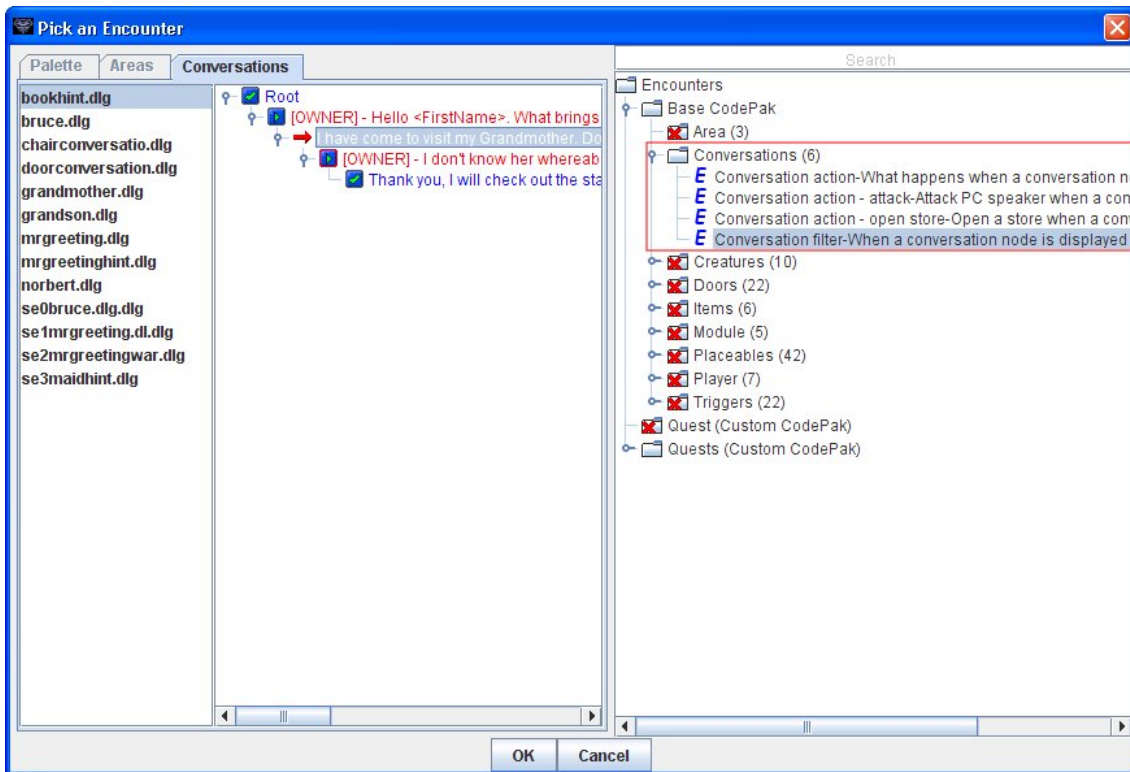 Pick an Encounter
Palette
Areas
Conversations
bookhint.dlg
bruce.dlg
chairconversatio.dlg
doorconversation.dlg
grandmother.dlg
grandson.dlg
mrgreeting.dlg
mrgreetinghint.dlg
norbert.dlg
se0bruce.dlg.dlg
se1mrgreeting.dl.dlg
se2mrgreetingwar.dlg
se3maidhint.dlg
Root
[OWNER] - Hello <FirstName>. What brings
I have come to visit my Grandmother. Do
[OWNER] - I don't know her whereab
Thank you, I will check out the sta
Search
Encounters
Base CodePak
Area (3)
Conversations (6)
E Conversation action-What happens when a conversation n
E Conversation action - attack-Attack PC speaker when a con
E Conversation action - open store-Open a store when a conv
E Conversation filter-When a conversation node is displayed
Creatures (10)
Doors (22)
Items (6)
Module (5)
Placeables (42)
Player (7)
Triggers (22)
Quest (Custom CodePak)
Quests (Custom CodePak)
OK
Cancel